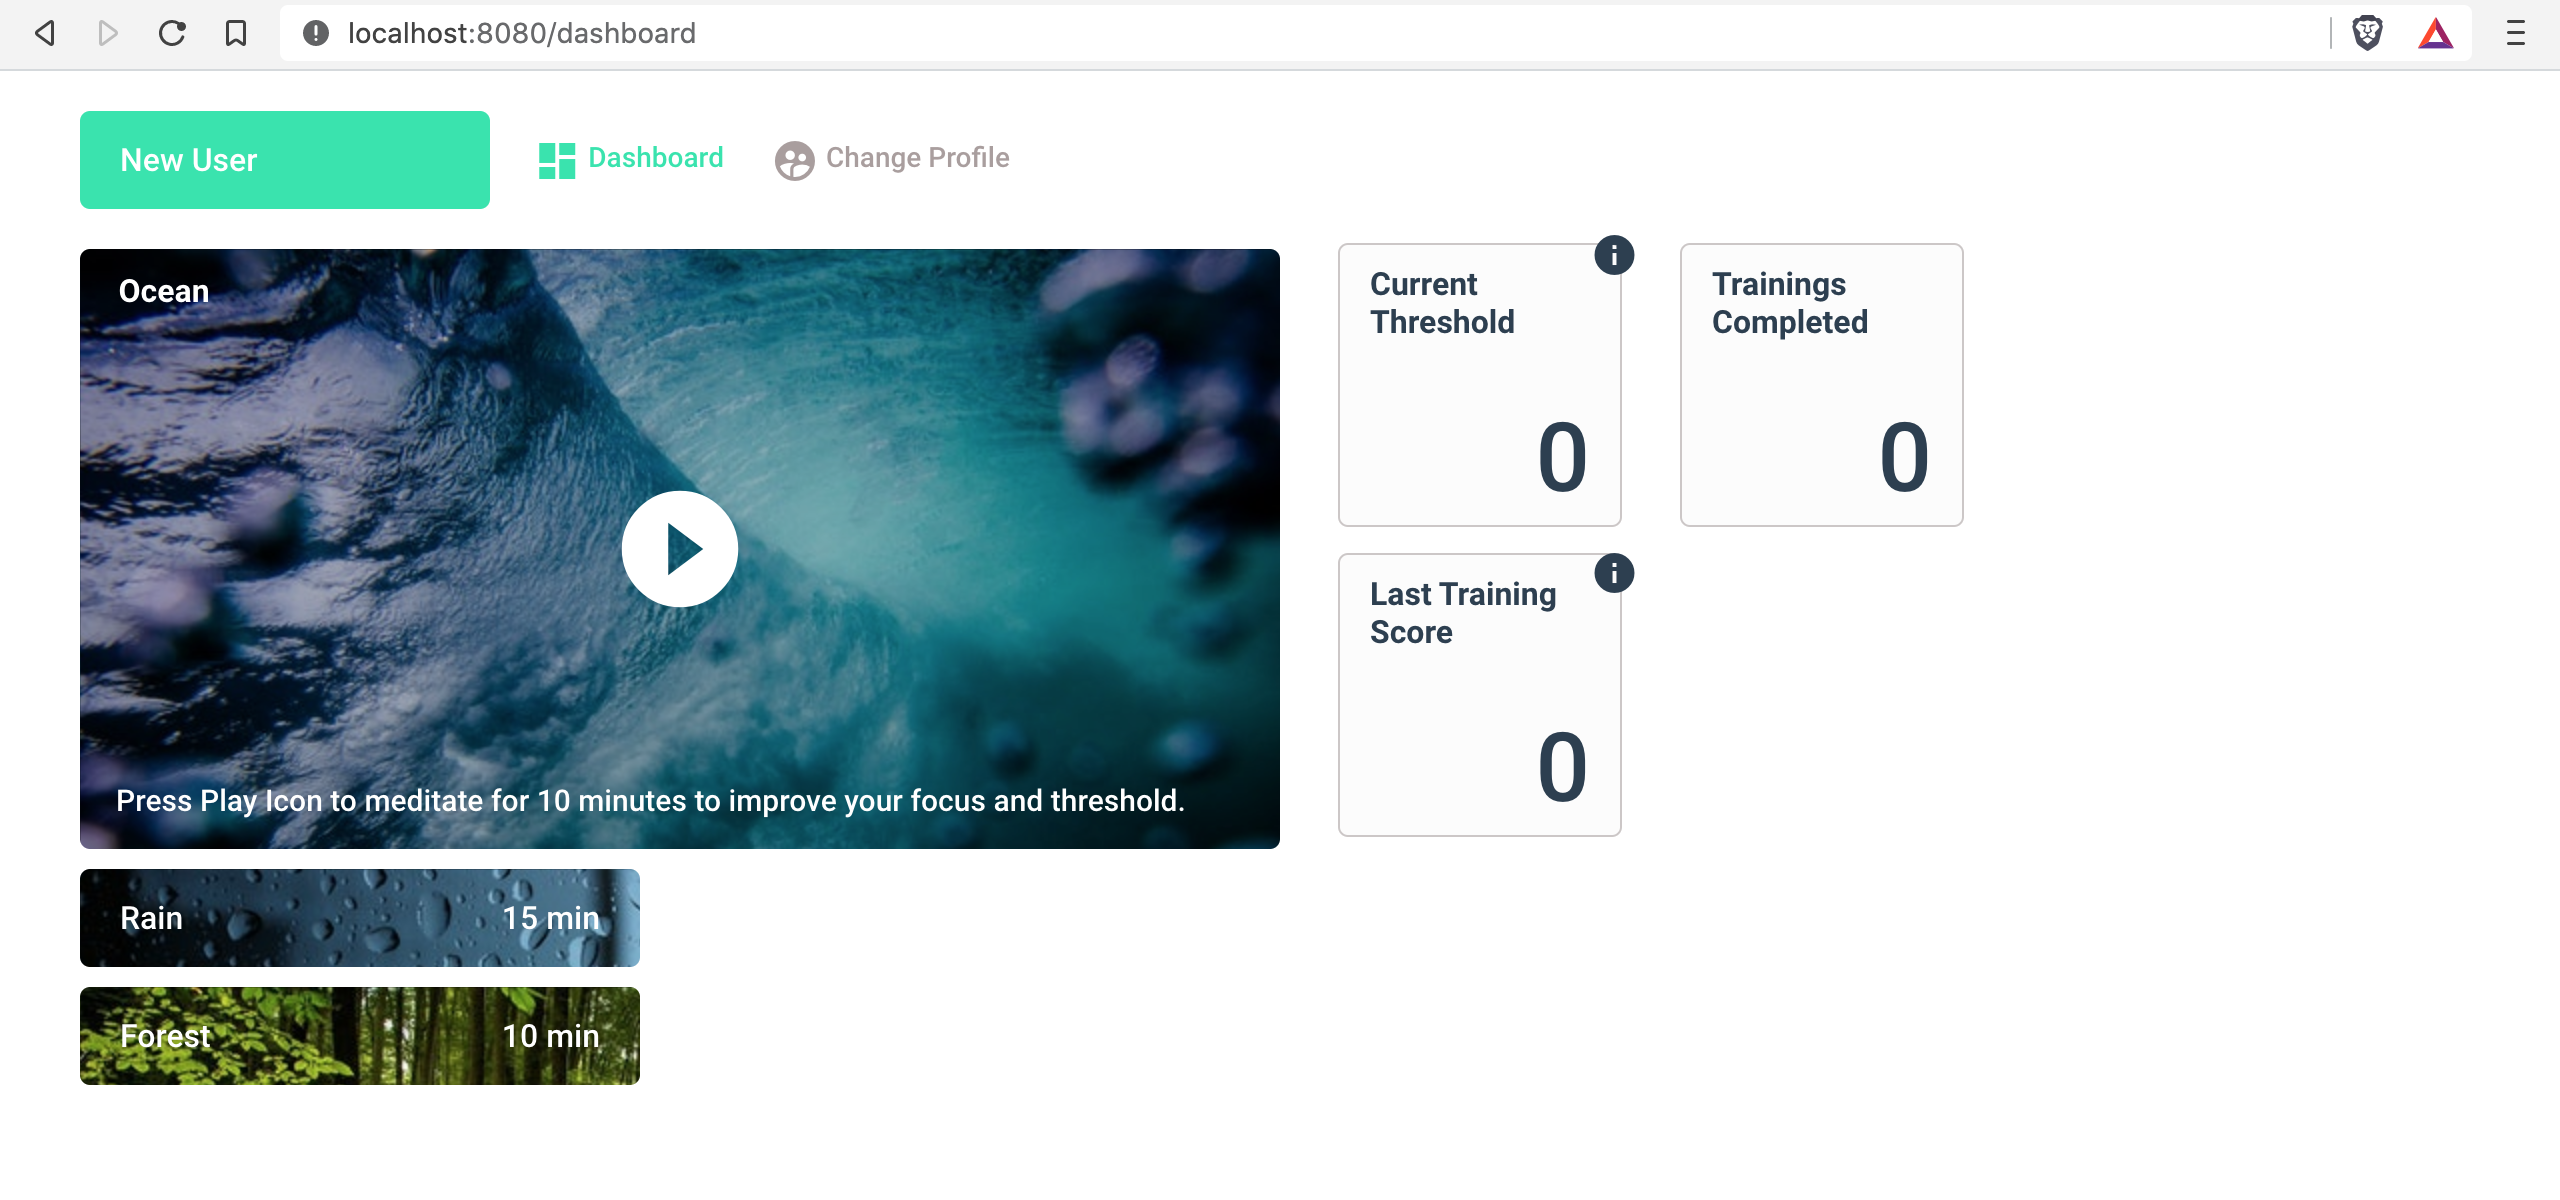 localhost:8080/dashboard
New User
Dashboard
Change Profile
Ocean
Press Play Icon to meditate for 10 minutes to improve your focus and threshold.
Rain
15 min
Forest
10 min
i
Current
Threshold
0
Trainings
Completed
0
i
Last Training
Score
0